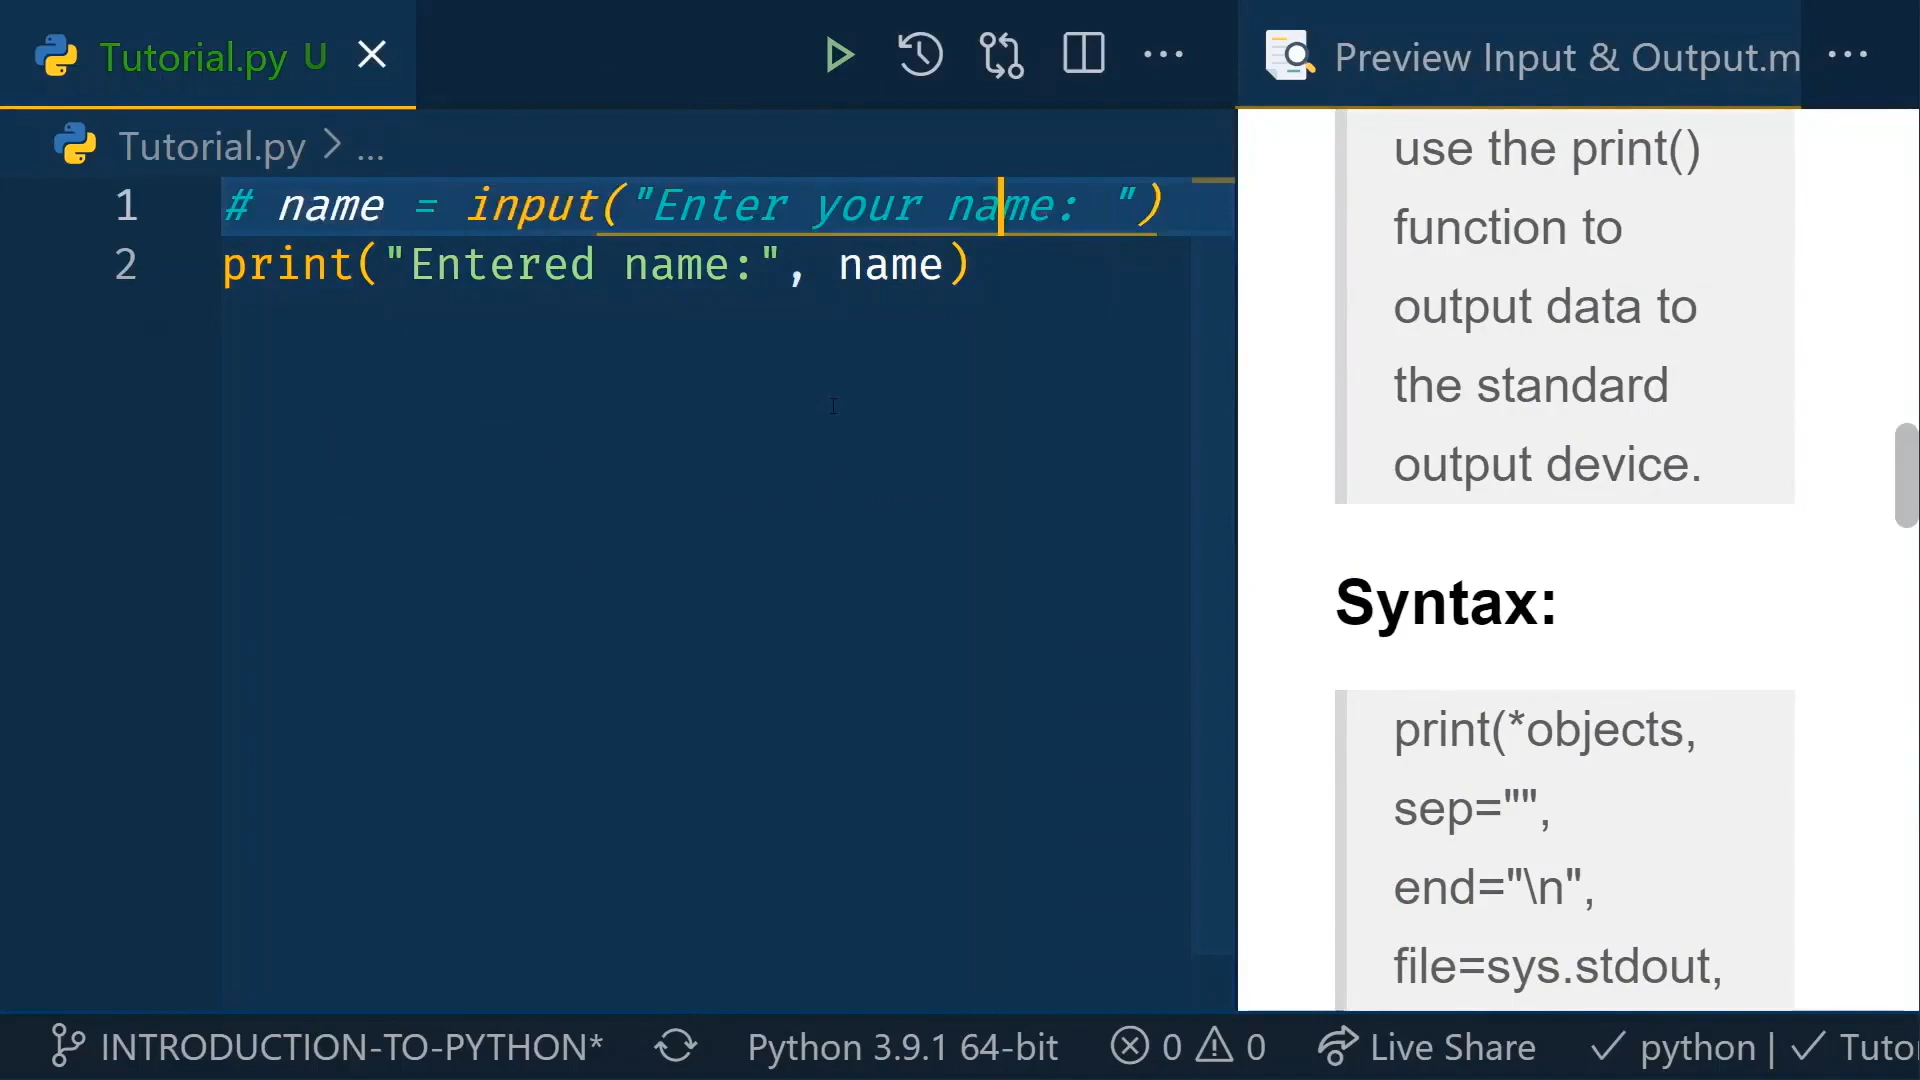 Tutorial.py U
Preview Input & Output.m
Tutorial.py > ...
1 # name = input("Enter your name: ")
2 print("Entered name:", name)
use the print()
function to
output data to
the standard
output device.
Syntax:
print(*objects,
sep="",
end="\n",
file=sys.stdout,
INTRODUCTION-TO-PYTHON* Python 3.9.1 64-bit 0 0 Live Share ✓ python | ✓ Tuto